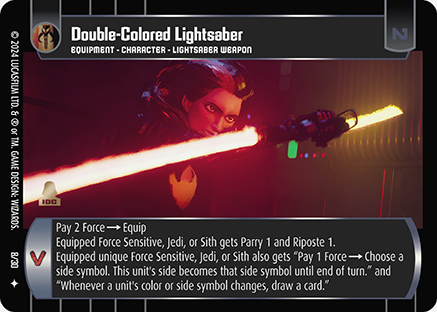 Double-Colored Lightsaber
EQUIPMENT - CHARACTER - LIGHTSABER WEAPON
N
© 2024 LUCASFILM LTD. & ® or TM. GAME DESIGN: WIZARDS.
IDC
8/30
V
Pay 2 Force → Equip
Equipped Force Sensitive, Jedi, or Sith gets Parry 1 and Riposte 1.
Equipped unique Force Sensitive, Jedi, or Sith also gets "Pay 1 Force → Choose a
side symbol. This unit's side becomes that side symbol until end of turn." and
"Whenever a unit's color or side symbol changes, draw a card."